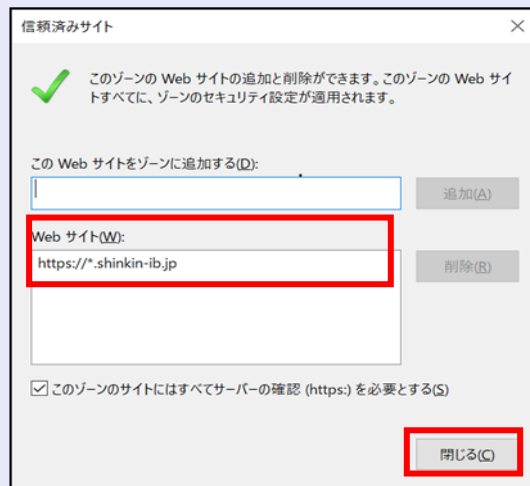 信頼済みサイト
このゾーンの Web サイトの追加と削除ができます。このゾーンの Web サイ
トすべてに、ゾーンのセキュリティ設定が適用されます。
この Web サイトをゾーンに追加する(D):
追加(A)
Web サイト(W):
https://*.shinkin-ib.jp
削除(R)
このゾーンのサイトにはすべてサーバーの確認 (https:) を必要とする(S)
閉じる(C)